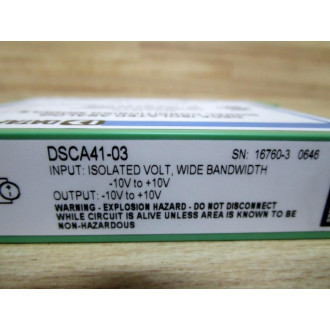 DSCA41-03 SN: 16760-3 0646
INPUT: ISOLATED VOLT, WIDE BANDWIDTH
-10V to +10V
OUTPUT: -10V to +10V
WARNING - EXPLOSION HAZARD - DO NOT DISCONNECT
WHILE CIRCUIT IS ALIVE UNLESS AREA IS KNOWN TO BE
NON-HAZARDOUS